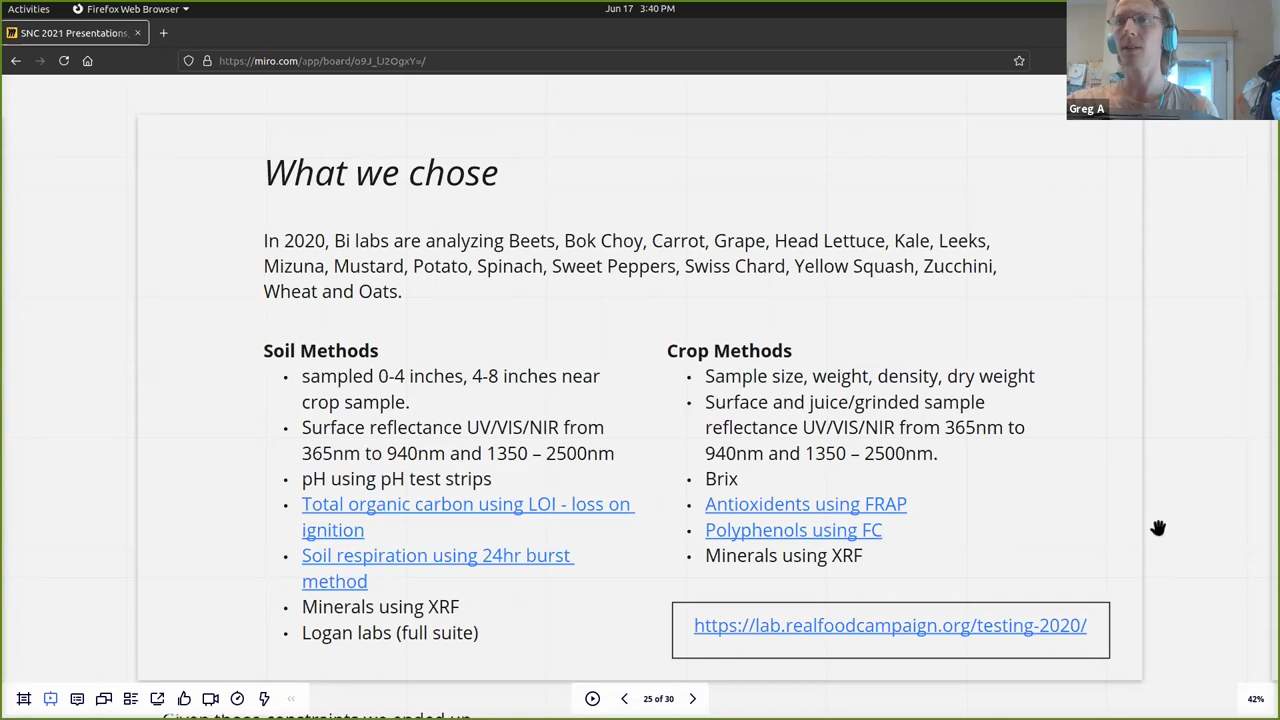 Activities
Firefox Web Browser
Jun 17 3:40 PM
SNC 2021 Presentations,
https://miro.com/app/board/o9J_lJ2OgxY=/
Greg A
What we chose
In 2020, Bi labs are analyzing Beets, Bok Choy, Carrot, Grape, Head Lettuce, Kale, Leeks,
Mizuna, Mustard, Potato, Spinach, Sweet Peppers, Swiss Chard, Yellow Squash, Zucchini,
Wheat and Oats.
Soil Methods
• sampled 0-4 inches, 4-8 inches near
crop sample.
• Surface reflectance UV/VIS/NIR from
365nm to 940nm and 1350 – 2500nm
• pH using pH test strips
• Total organic carbon using LOI - loss on
ignition
• Soil respiration using 24hr burst
method
• Minerals using XRF
• Logan labs (full suite)
Crop Methods
• Sample size, weight, density, dry weight
• Surface and juice/grinded sample
reflectance UV/VIS/NIR from 365nm to
940nm and 1350 – 2500nm.
• Brix
• Antioxidents using FRAP
• Polyphenols using FC
• Minerals using XRF
https://lab.realfoodcampaign.org/testing-2020/
25 of 30
42%
Given those constraints we ended up